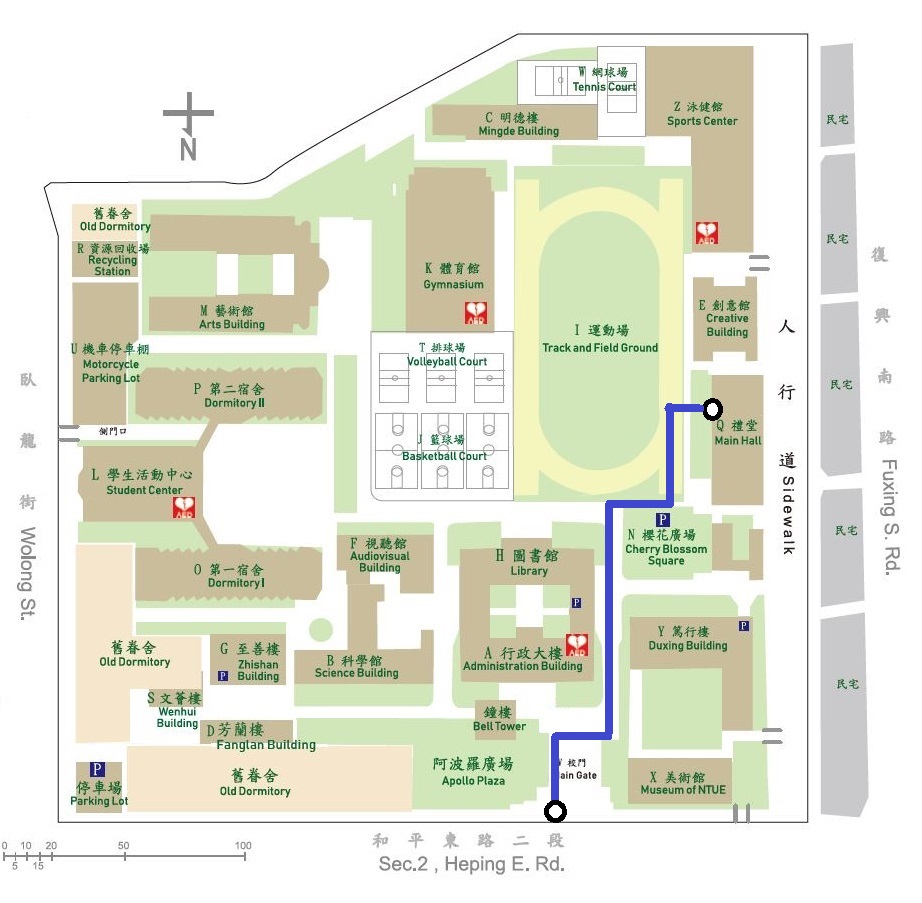 W 網球場
Tennis Court
C 明德樓
Mingde Building
Z 泳健館
Sports Center
民宅
N
舊眷舍
Old Dormitory
R 資源回收場
Recycling
Station
M 藝術館
Arts Building
K 體育館
Gymnasium
AED
AED
民宅
復
興
南
路
Fuxing S. Rd.
E 創意館
Creative
Building
人
行
道
Sidewalk
I 運動場
Track and Field Ground
T 排球場
Volleyball Court
U 機車停車棚
Motorcycle
Parking Lot
P 第二宿舍
Dormitory II
民宅
臥
龍
街
Wolong St.
側門口
J 籃球場
Basketball Court
Q 禮堂
Main Hall
L 學生活動中心
Student Center
AED
P
N 櫻花廣場
Cherry Blossom
Square
民宅
F 視聽館
Audiovisual
Building
H 圖書館
Library
O 第一宿舍
Dormitory I
P
P
舊眷舍
Old Dormitory
G 至善樓
Zhishan
Building
P
B 科學館
Science Building
A 行政大樓
Administration Building
AED
Y 篤行樓
Duxing Building
民宅
S 文薈樓
Wenhui
Building
D 芳蘭樓
Fanglan Building
鐘樓
Bell Tower
P
停車場
Parking Lot
舊眷舍
Old Dormitory
阿波羅廣場
Apollo Plaza
校門
ain Gate
X 美術館
Museum of NTUE
和平東路二段
Sec.2 , Heping E. Rd.
0 10 20 50 100
5 15